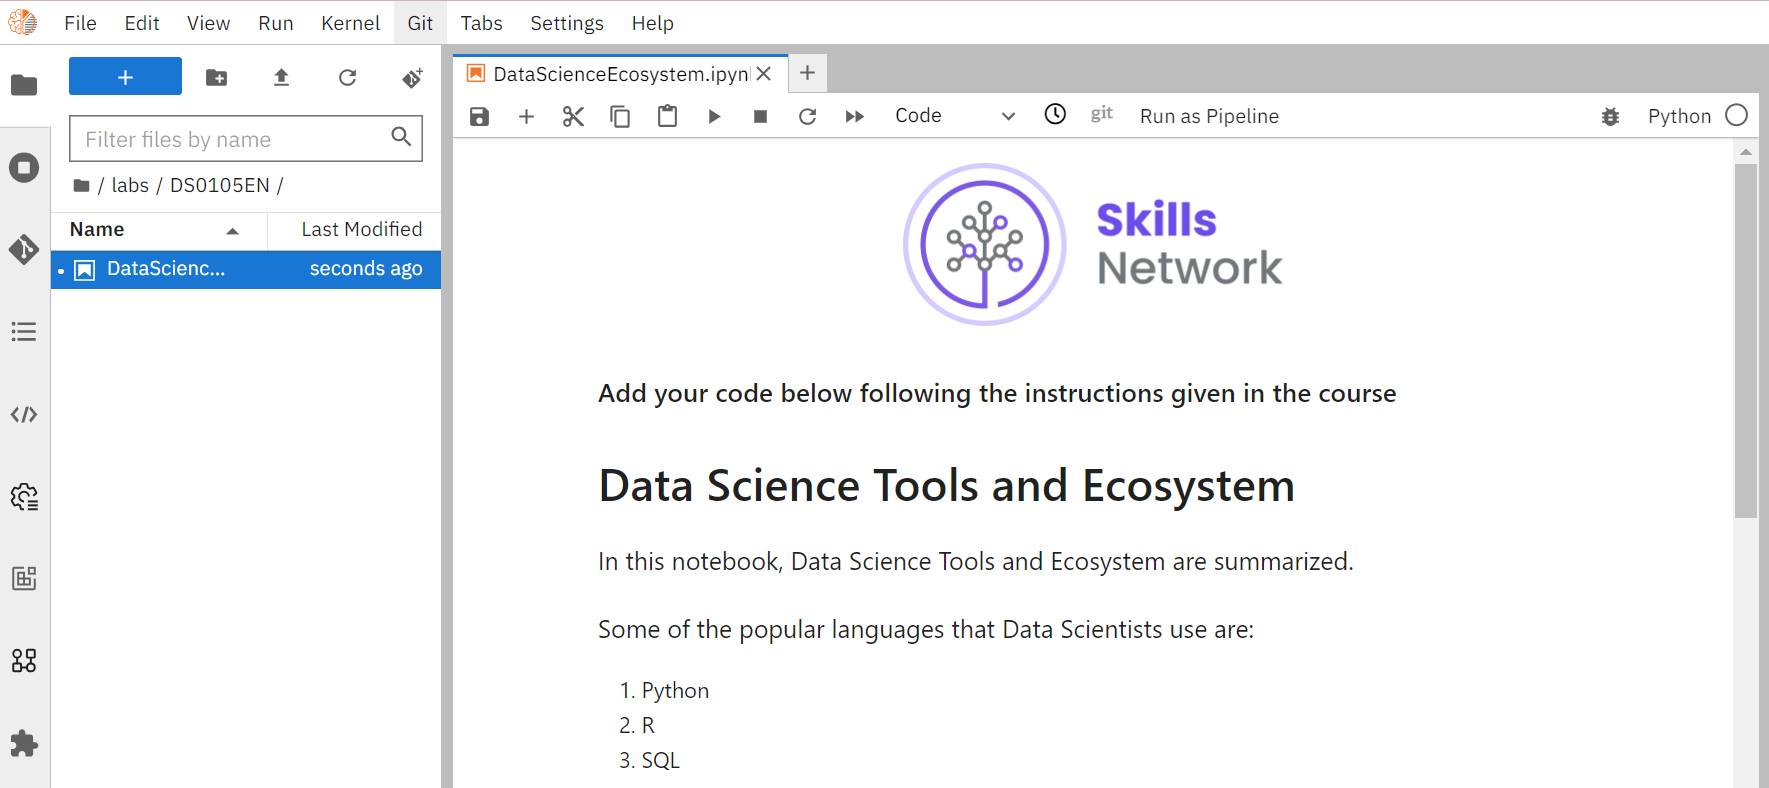 File Edit View Run Kernel Git Tabs Settings Help
+
Filter files by name
/ labs / DS0105EN /
Name Last Modified
DataScienc... seconds ago
DataScienceEcosystem.ipyn
Code git Run as Pipeline Python
Skills
Network
Add your code below following the instructions given in the course
Data Science Tools and Ecosystem
In this notebook, Data Science Tools and Ecosystem are summarized.
Some of the popular languages that Data Scientists use are:
1. Python
2. R
3. SQL